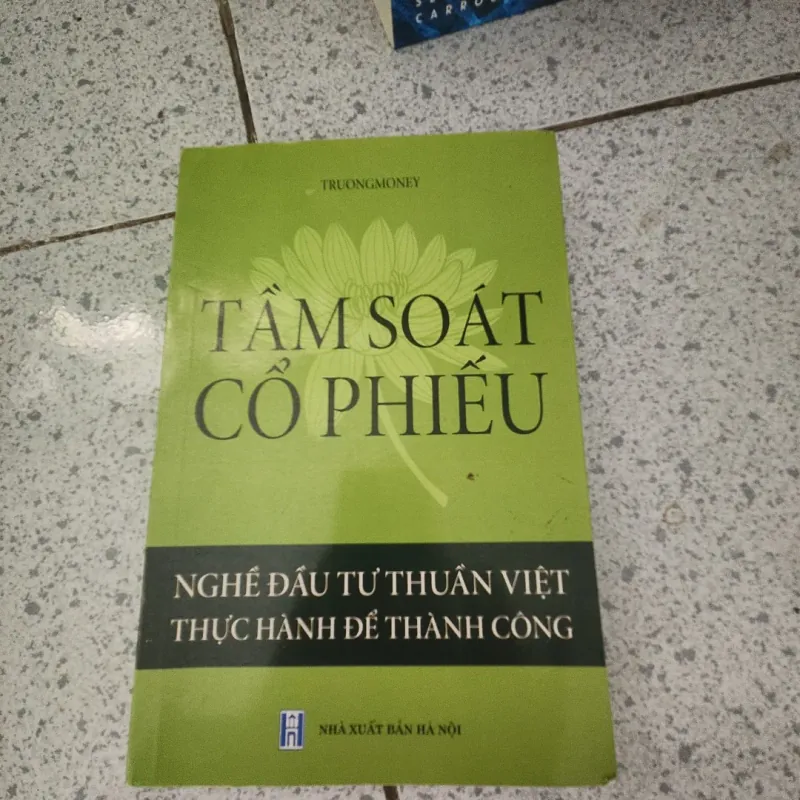 CARROU
TRUONGMONEY
TẦM SOÁT
CỔ PHIẾU
NGHỀ ĐẦU TƯ THUẦN VIỆT
THỰC HÀNH ĐỂ THÀNH CÔNG
NHÀ XUẤT BẢN HÀ NỘI